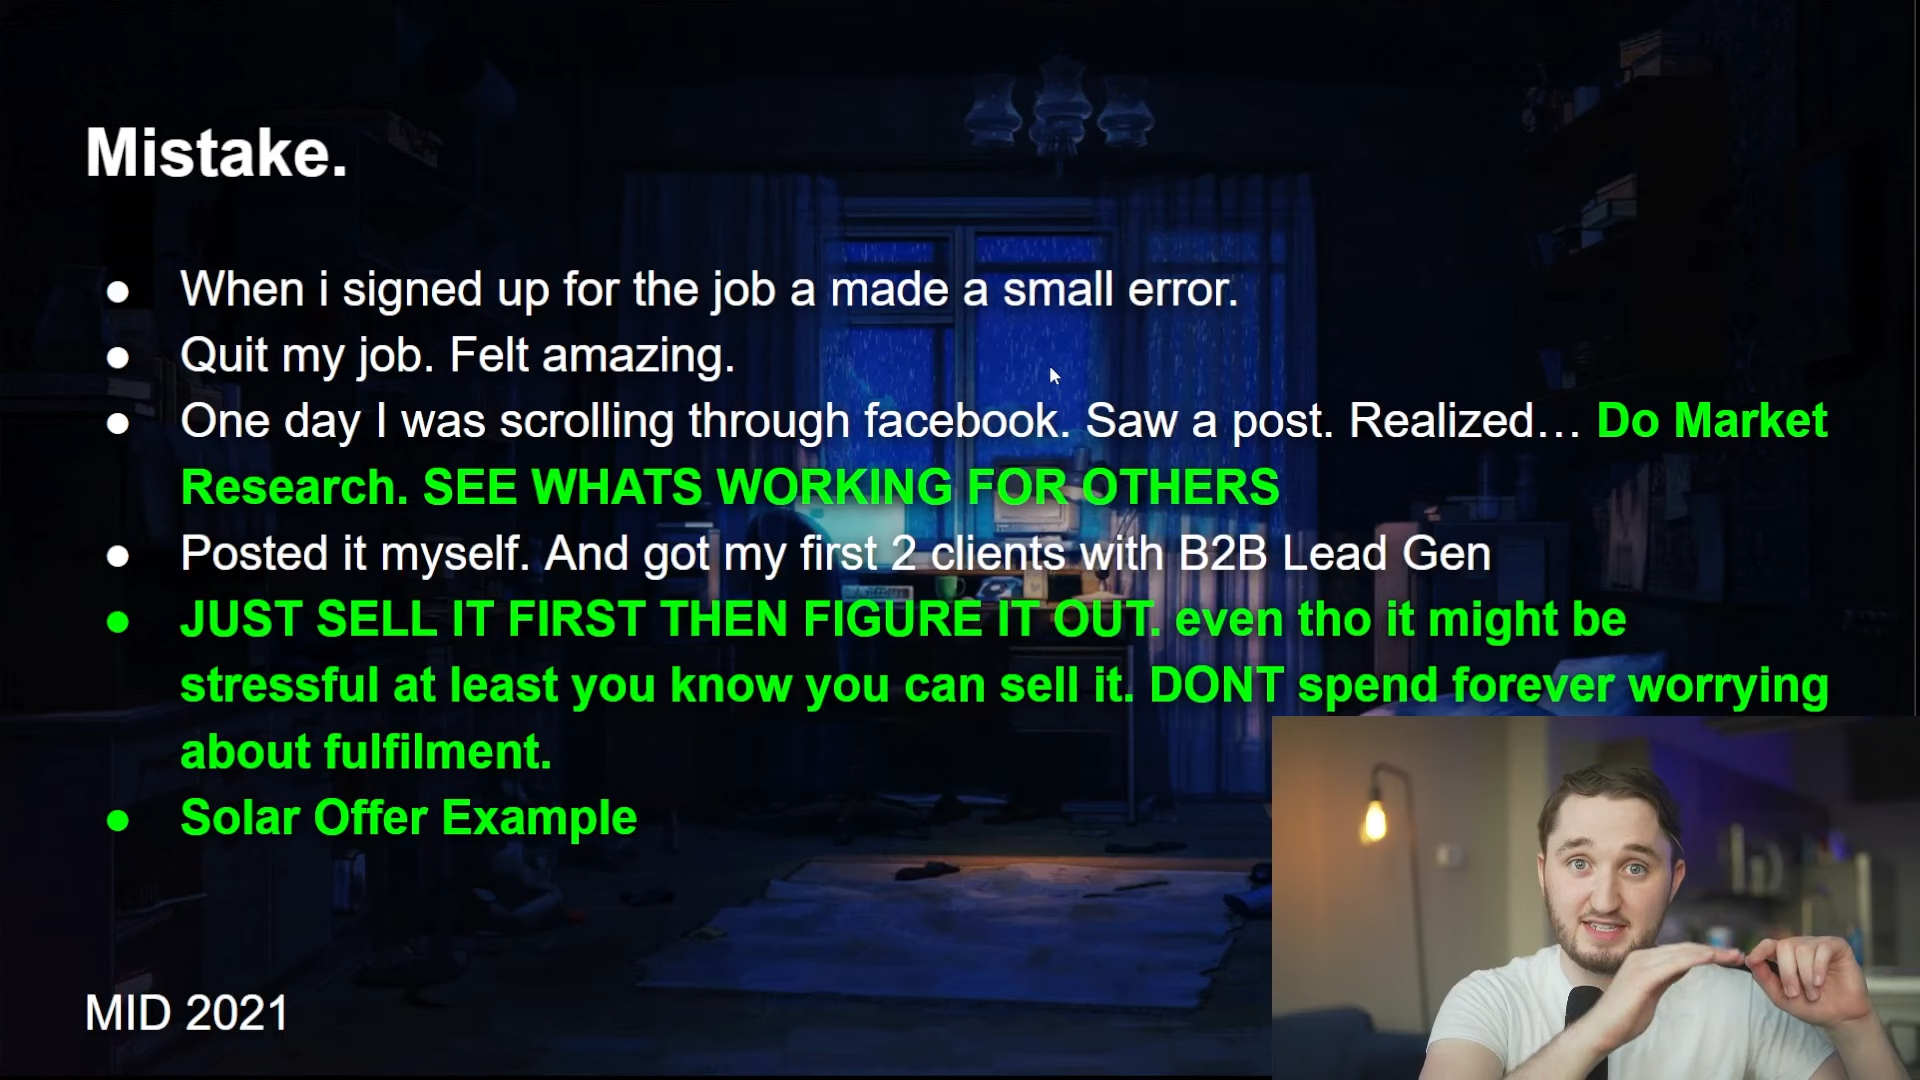 Mistake.
● When i signed up for the job a made a small error.
● Quit my job. Felt amazing.
● One day I was scrolling through facebook. Saw a post. Realized… Do Market
Research. SEE WHATS WORKING FOR OTHERS
● Posted it myself. And got my first 2 clients with B2B Lead Gen
● JUST SELL IT FIRST THEN FIGURE IT OUT. even tho it might be
stressful at least you know you can sell it. DONT spend forever worrying
about fulfilment.
● Solar Offer Example
MID 2021